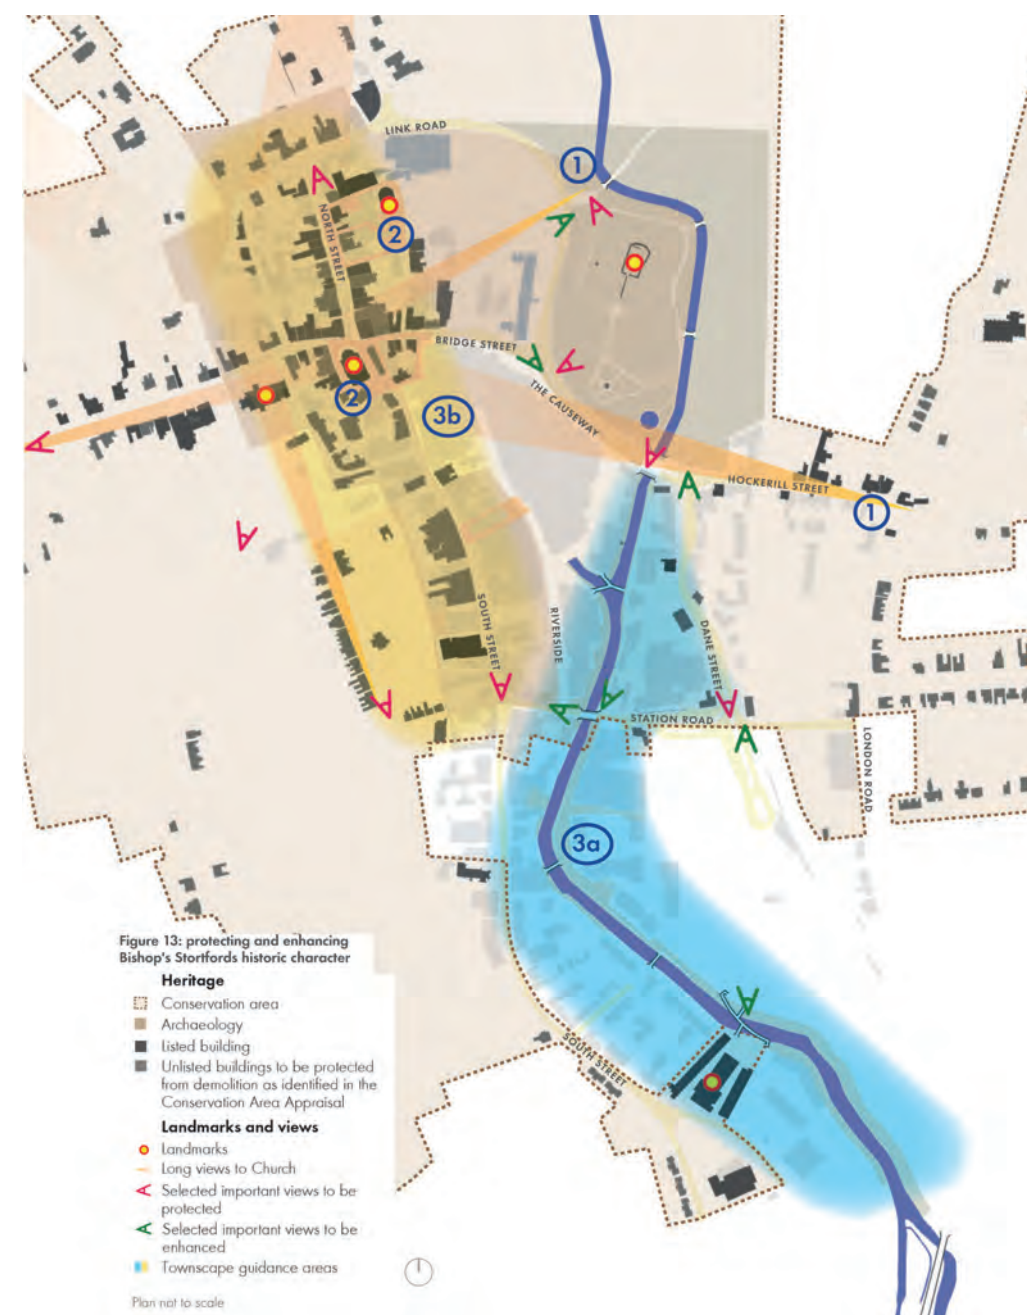 LINK ROAD
1
2
NORTH STREET
BRIDGE STREET
THE CAUSEWAY
2
3b
HOCKERILL STREET
1
SOUTH STREET
RIVERSIDE
DANE STREET
STATION ROAD
LONDON ROAD
3a
SOUTH STREET
Figure 13: protecting and enhancing
Bishop's Stortfords historic character
Heritage
Conservation area
Archaeology
Listed building
Unlisted buildings to be protected
from demolition as identified in the
Conservation Area Appraisal
Landmarks and views
Landmarks
Long views to Church
Selected important views to be
protected
Selected important views to be
enhanced
Townscape guidance areas
Plan not to scale